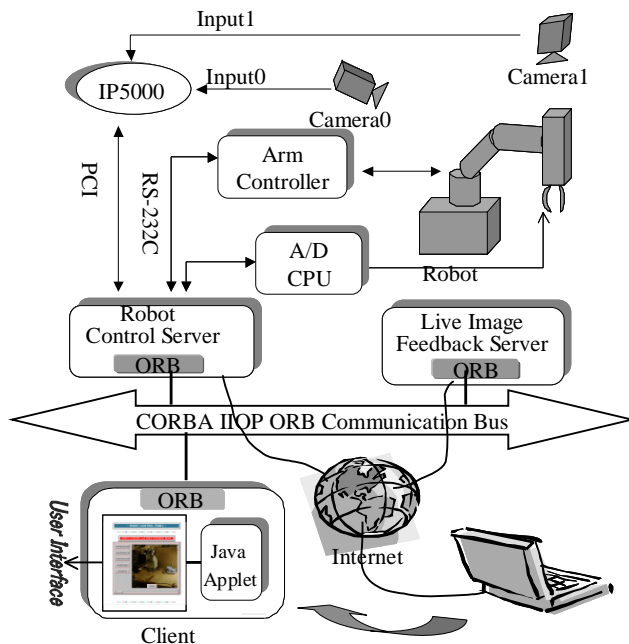 Input1
Input0
IP5000
Camera1
Camera0
PCI
RS-232C
Arm
Controller
A/D
CPU
Robot
Robot
Control Server
ORB
Live Image
Feedback Server
ORB
CORBA IIOP ORB Communication Bus
ORB
User Interface
Java
Applet
Internet
Client